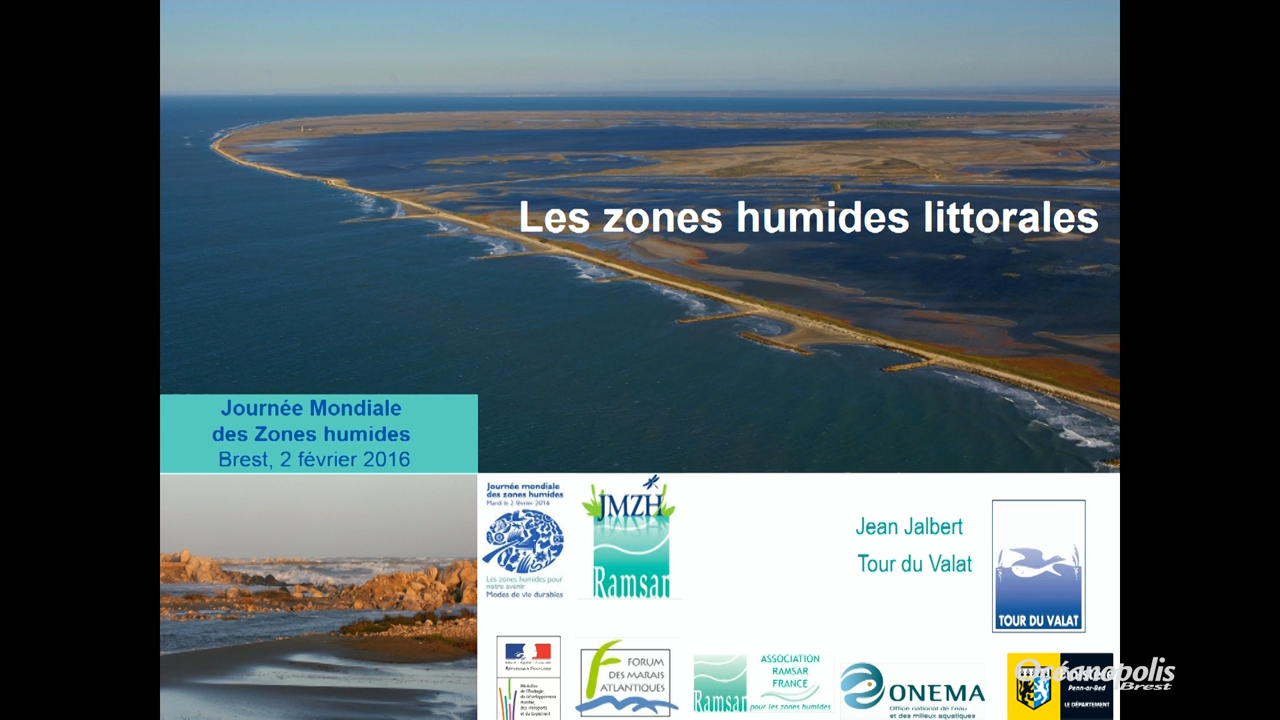 Les zones humides littorales
Journée Mondiale
des Zones humides
Brest, 2 février 2016
Journée mondiale
des zones humides
Mardi le 2 février 2016
Les zones humides pour
notre avenir
Modes de vie durables
JMZH
Ramsar
Jean Jalbert
Tour du Valat
TOUR DU VALAT
RÉPUBLIQUE FRANÇAISE
FORUM
DES MARAIS
ATLANTIQUES
Ramsar
ASSOCIATION
RAMSAR
FRANCE
pour les zones humides
ONEMA
Office national de l'eau
et des milieux aquatiques
Océanopolis
Brest
Penn-ar-Bed
LE DÉPARTEMENT